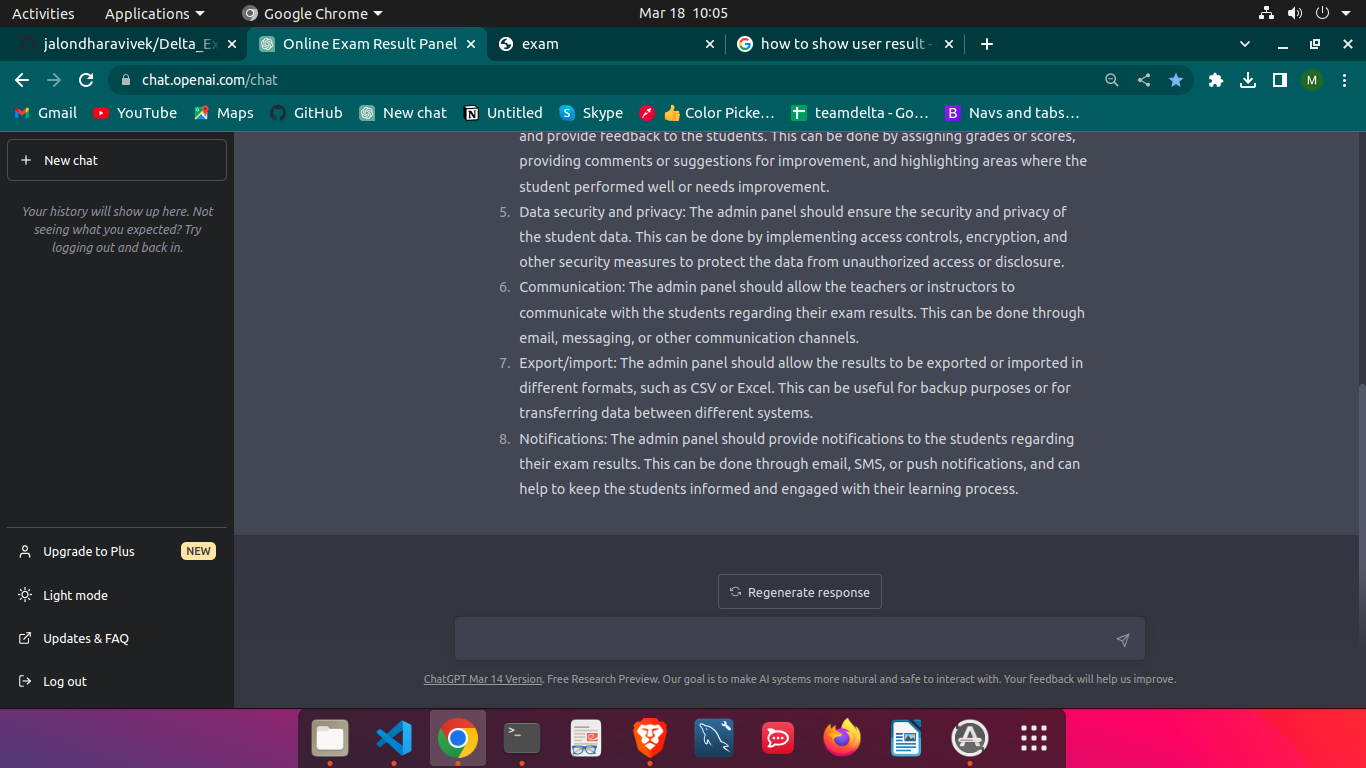 Activities Applications Google Chrome Mar 18 10:05
jalondharavivek/Delta_Ex Online Exam Result Panel exam how to show user result -
chat.openai.com/chat M
Gmail YouTube Maps GitHub New chat Untitled Skype Color Picke… teamdelta - Go… B Navs and tabs…
New chat
Your history will show up here. Not
seeing what you expected? Try
logging out and back in.
Upgrade to Plus NEW
Light mode
Updates & FAQ
Log out
and provide feedback to the students. This can be done by assigning grades or scores,
providing comments or suggestions for improvement, and highlighting areas where the
student performed well or needs improvement.
5. Data security and privacy: The admin panel should ensure the security and privacy of
the student data. This can be done by implementing access controls, encryption, and
other security measures to protect the data from unauthorized access or disclosure.
6. Communication: The admin panel should allow the teachers or instructors to
communicate with the students regarding their exam results. This can be done through
email, messaging, or other communication channels.
7. Export/import: The admin panel should allow the results to be exported or imported in
different formats, such as CSV or Excel. This can be useful for backup purposes or for
transferring data between different systems.
8. Notifications: The admin panel should provide notifications to the students regarding
their exam results. This can be done through email, SMS, or push notifications, and can
help to keep the students informed and engaged with their learning process.
Regenerate response
ChatGPT Mar 14 Version. Free Research Preview. Our goal is to make AI systems more natural and safe to interact with. Your feedback will help us improve.